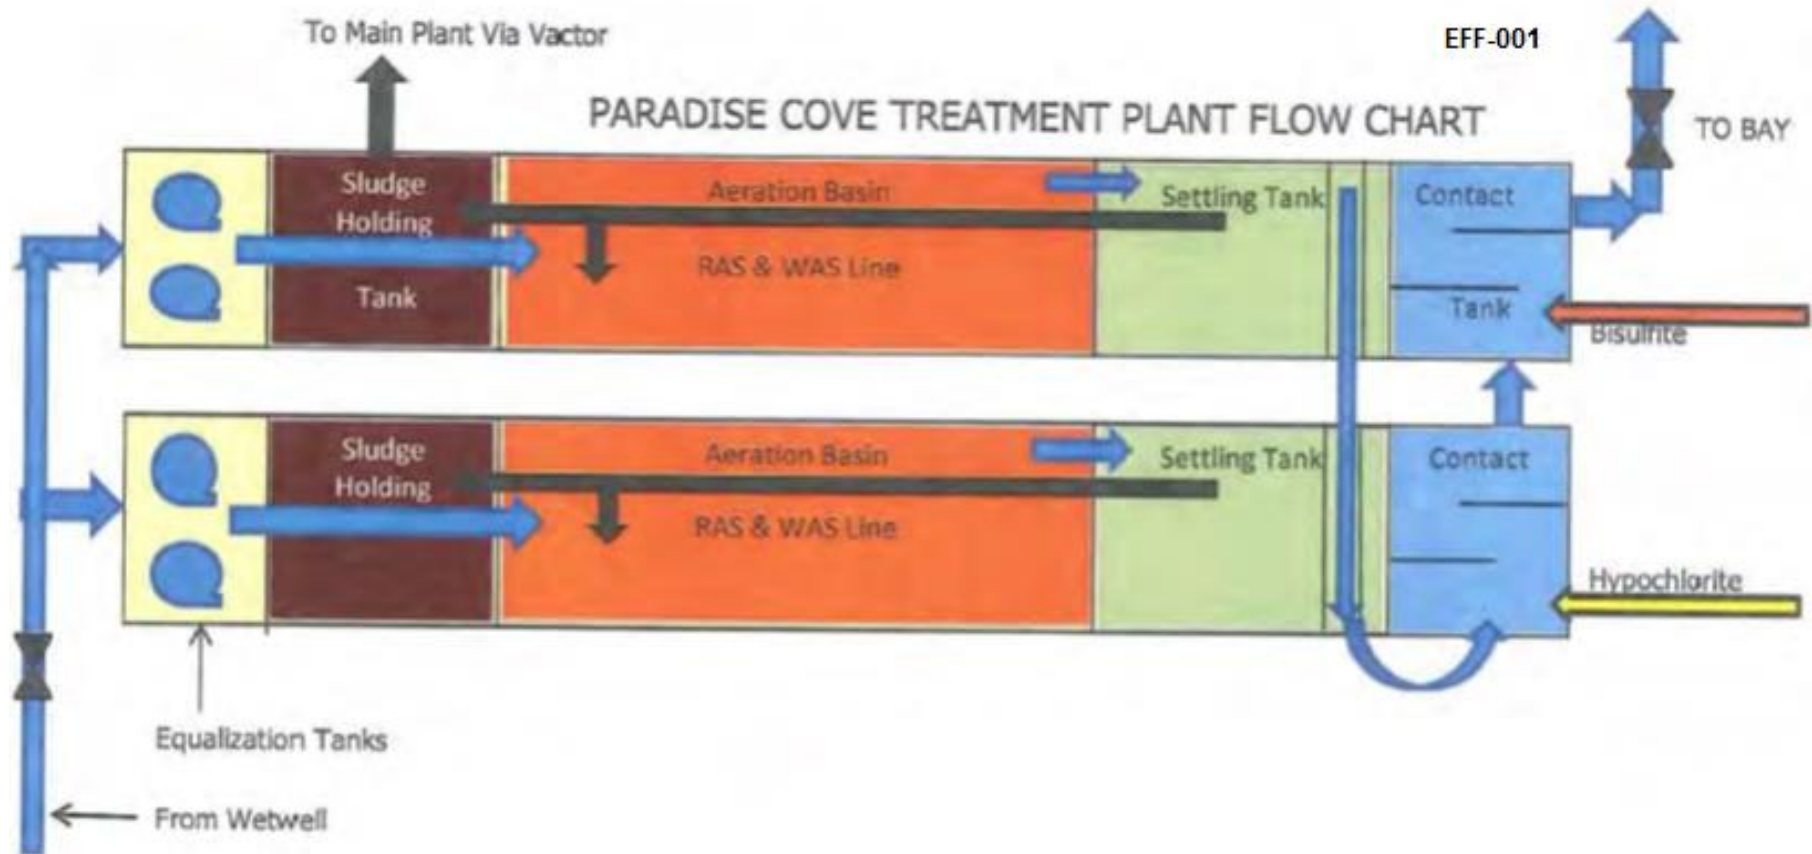 To Main Plant Via Vactor
EFF-001
PARADISE COVE TREATMENT PLANT FLOW CHART
TO BAY
Sludge
Holding
Tank
Aeration Basin
RAS & WAS Line
Settling Tank
Contact
Tank
Bisulfite
Sludge
Holding
Aeration Basin
RAS & WAS Line
Settling Tank
Contact
Hypochlorite
Equalization Tanks
From Wetwell